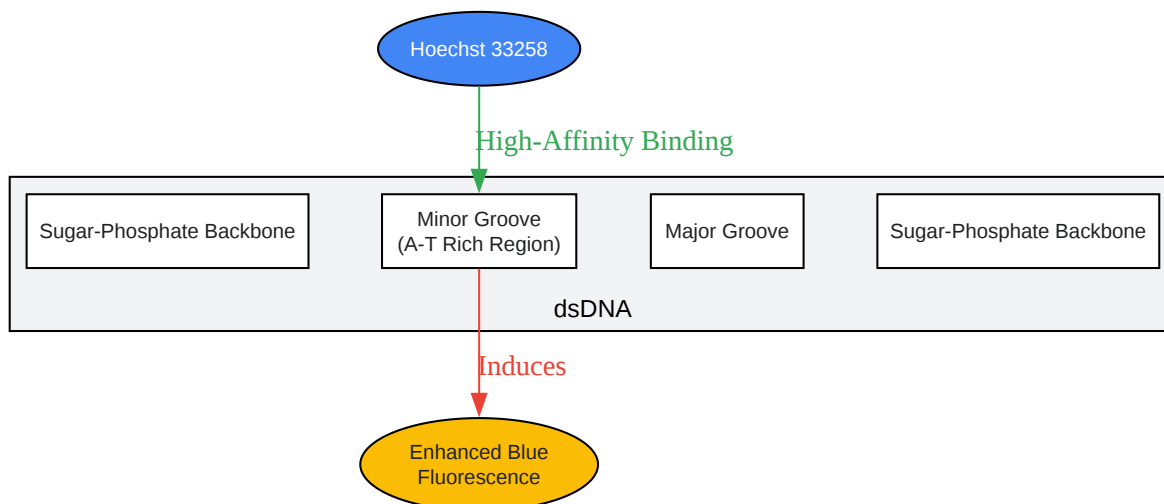 Hoechst 33258
High-Affinity Binding
Sugar-Phosphate Backbone
Minor Groove
(A-T Rich Region)
Major Groove
Sugar-Phosphate Backbone
dsDNA
Induces
Enhanced Blue
Fluorescence